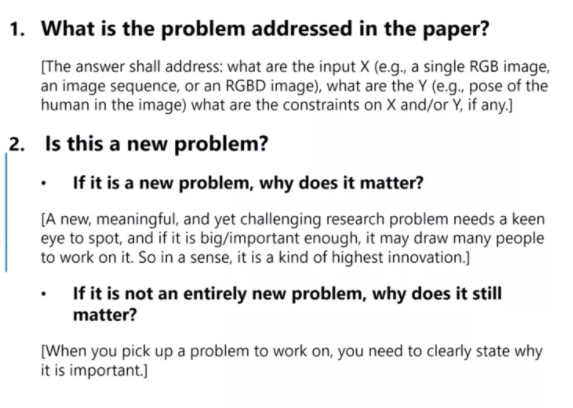 1. What is the problem addressed in the paper?
[The answer shall address: what are the input X (e.g., a single RGB image,
an image sequence, or an RGBD image), what are the Y (e.g., pose of the
human in the image) what are the constraints on X and/or Y, if any.]
2. Is this a new problem?
• If it is a new problem, why does it matter?
[A new, meaningful, and yet challenging research problem needs a keen
eye to spot, and if it is big/important enough, it may draw many people
to work on it. So in a sense, it is a kind of highest innovation.]
• If it is not an entirely new problem, why does it still
matter?
[When you pick up a problem to work on, you need to clearly state why
it is important.]